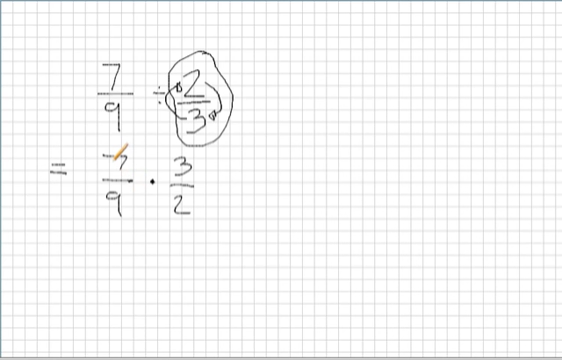 7/9 ÷ 2/3
= 7/9 · 3/2